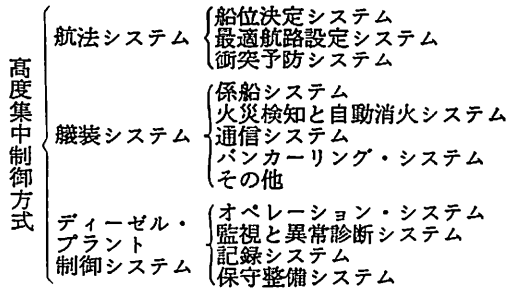 高度集中制御方式
航法システム
船位決定システム
最適航路設定システム
衝突予防システム
艤装システム
係船システム
火災検知と自動消火システム
通信システム
バンカーリング・システム
その他
ディーゼル・
プラント
制御システム
オペレーション・システム
監視と異常診断システム
記録システム
保守整備システム